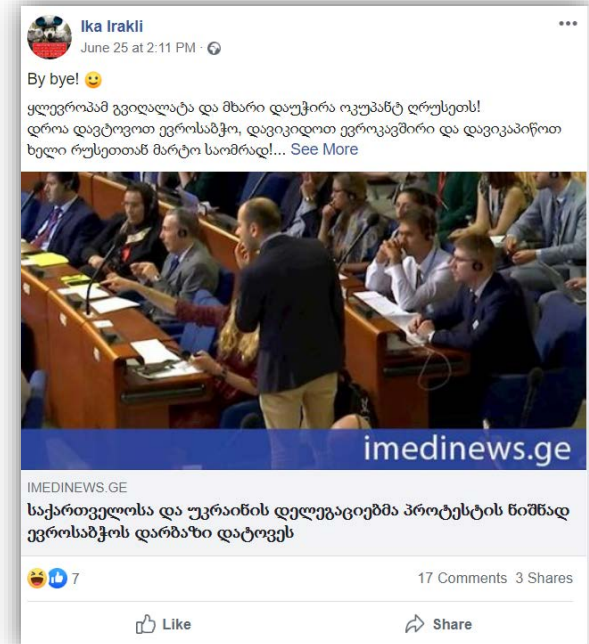 Ika Irakli
June 25 at 2:11 PM ·
By bye!
ყლევროპამ გვიღალატა და მხარი დაუჭირა ოკუპანტ ღრუსეთს!
დროა დავტოვოთ ევროსაბჭო, დავიკიდოთ ევროკავშირი და დავიკაპიწოთ
ხელი რუსეთთან მარტო საომრად!... See More
imedinews.ge
IMEDINEWS.GE
საქართველოსა და უკრაინის დელეგაციებმა პროტესტის ნიშნად
ევროსაბჭოს დარბაზი დატოვეს
7
17 Comments 3 Shares
Like
Share